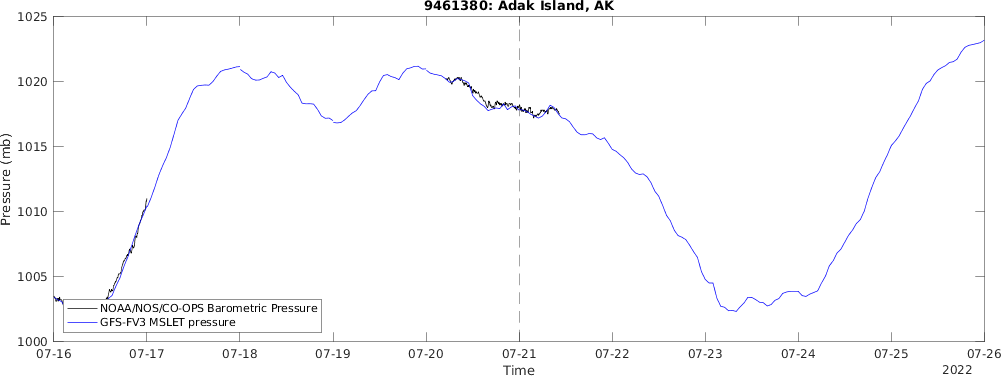 9461380: Adak Island, AK
1025
1020
1015
1010
1005
1000
Pressure (mb)
NOAA/NOS/CO-OPS Barometric Pressure
GFS-FV3 MSLET pressure
07-16 07-17 07-18 07-19 07-20 07-21 07-22 07-23 07-24 07-25 07-26
Time
2022